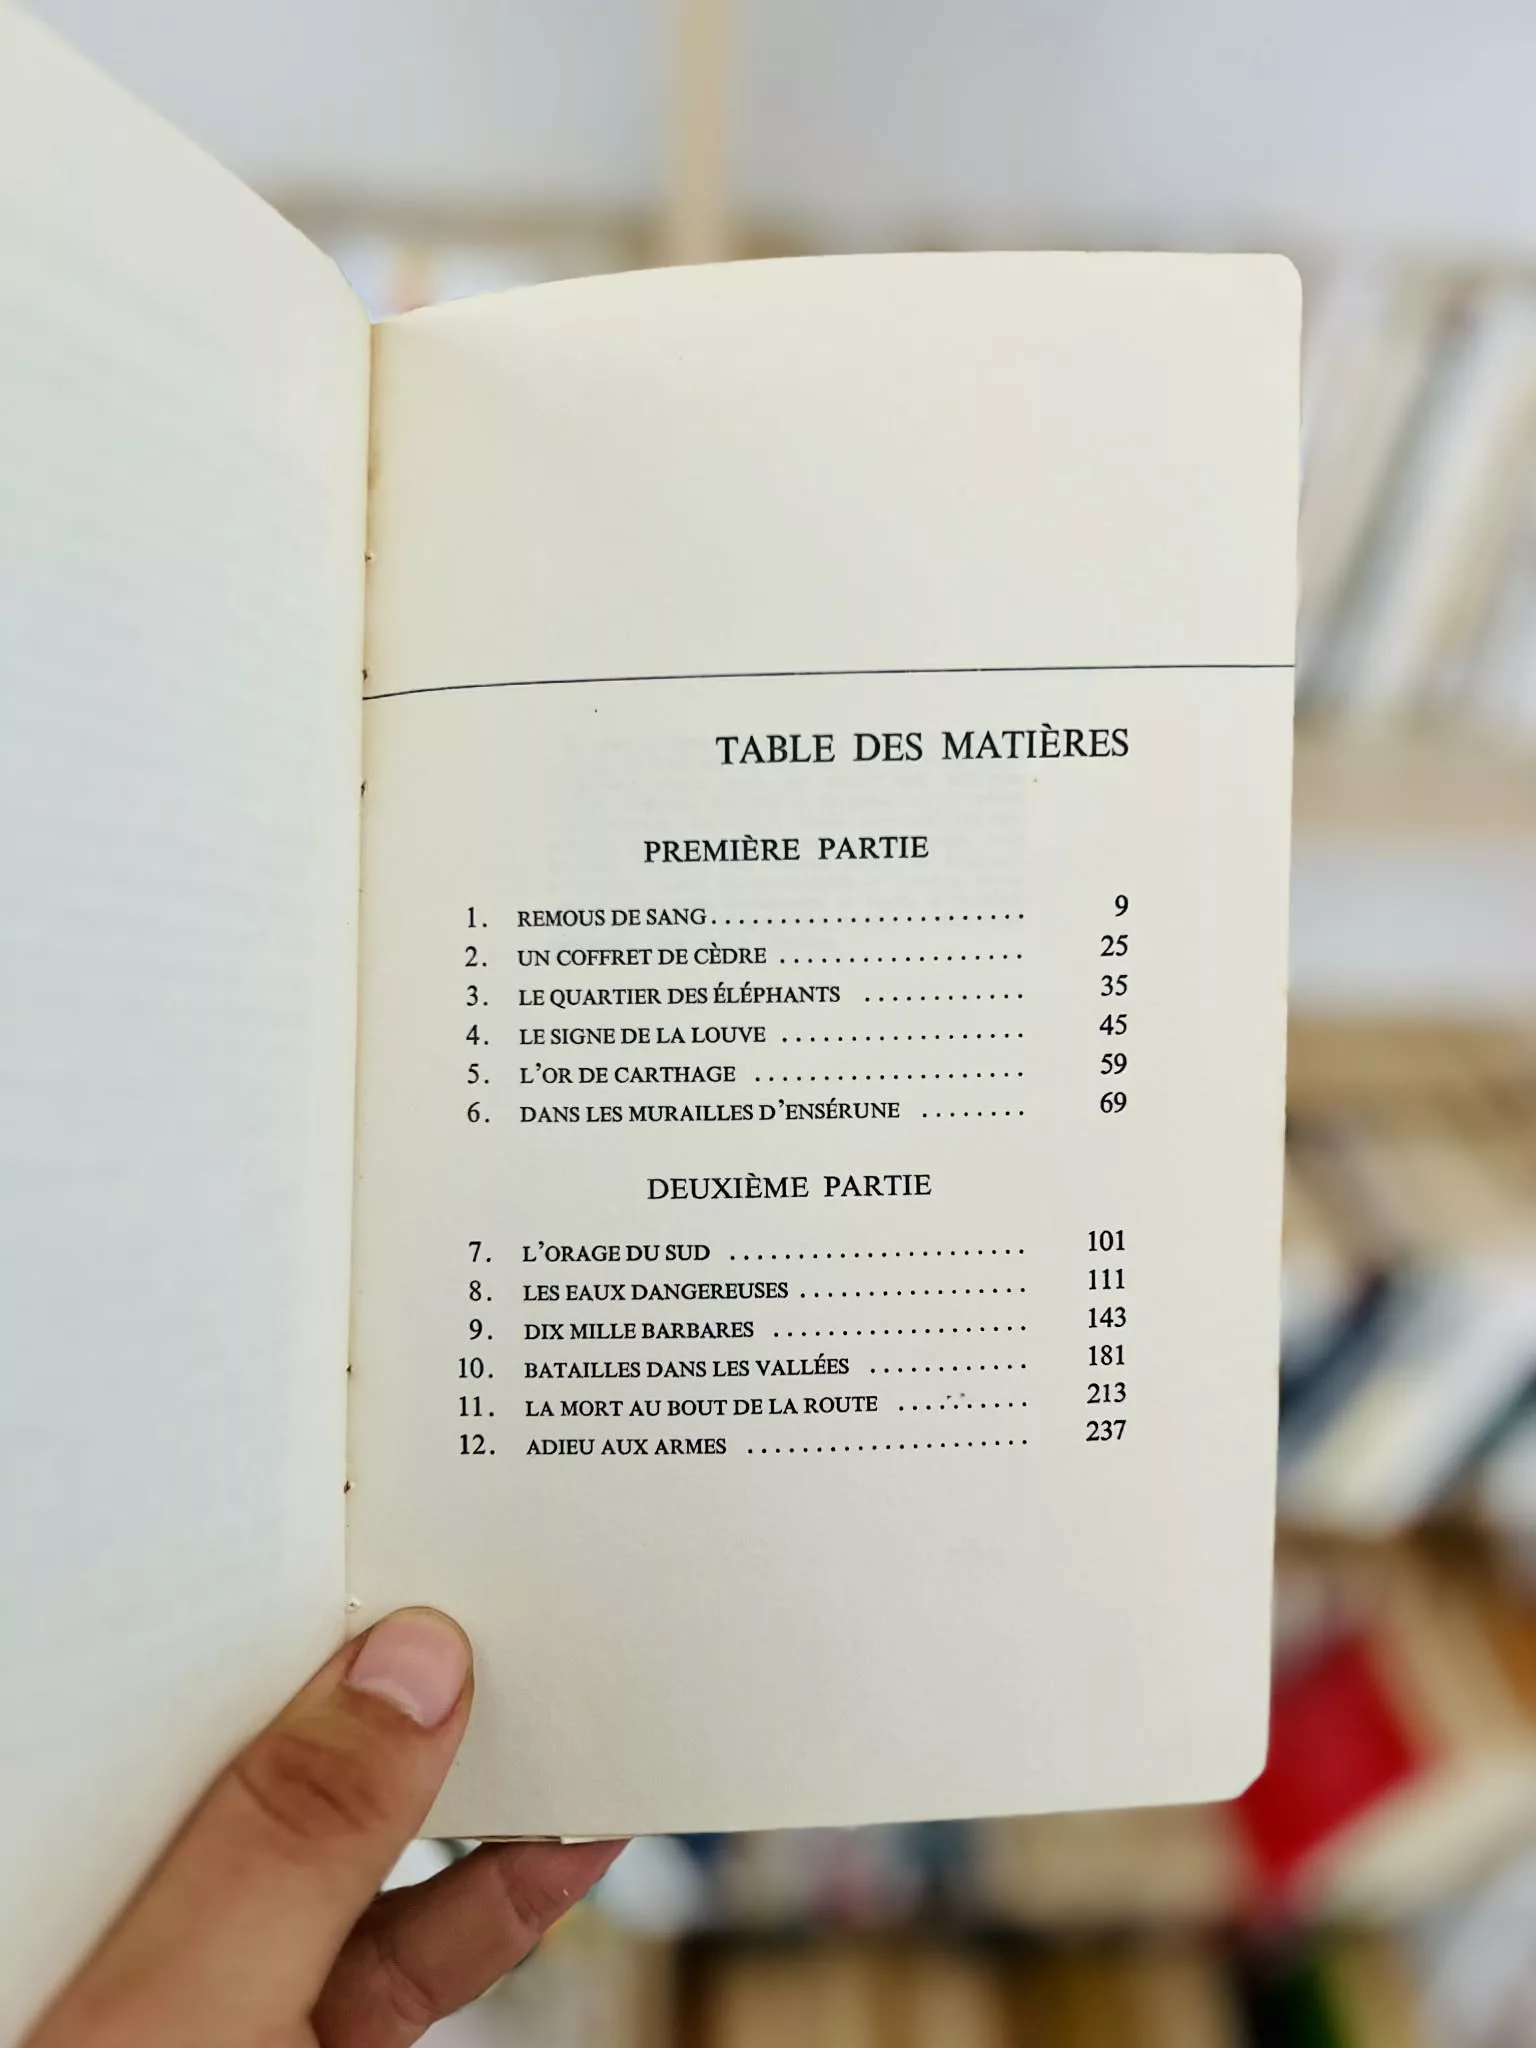 TABLE DES MATIÈRES
PREMIÈRE PARTIE
1. REMOUS DE SANG........................ 9
2. UN COFFRET DE CÈDRE .................. 25
3. LE QUARTIER DES ÉLÉPHANTS ............ 35
4. LE SIGNE DE LA LOUVE .................. 45
5. L'OR DE CARTHAGE .................... 59
6. DANS LES MURAILLES D'ENSÉRUNE ........ 69
DEUXIÈME PARTIE
7. L'ORAGE DU SUD ...................... 101
8. LES EAUX DANGEREUSES ................. 111
9. DIX MILLE BARBARES ................... 143
10. BATAILLES DANS LES VALLÉES ............ 181
11. LA MORT AU BOUT DE LA ROUTE .......... 213
12. ADIEU AUX ARMES ..................... 237